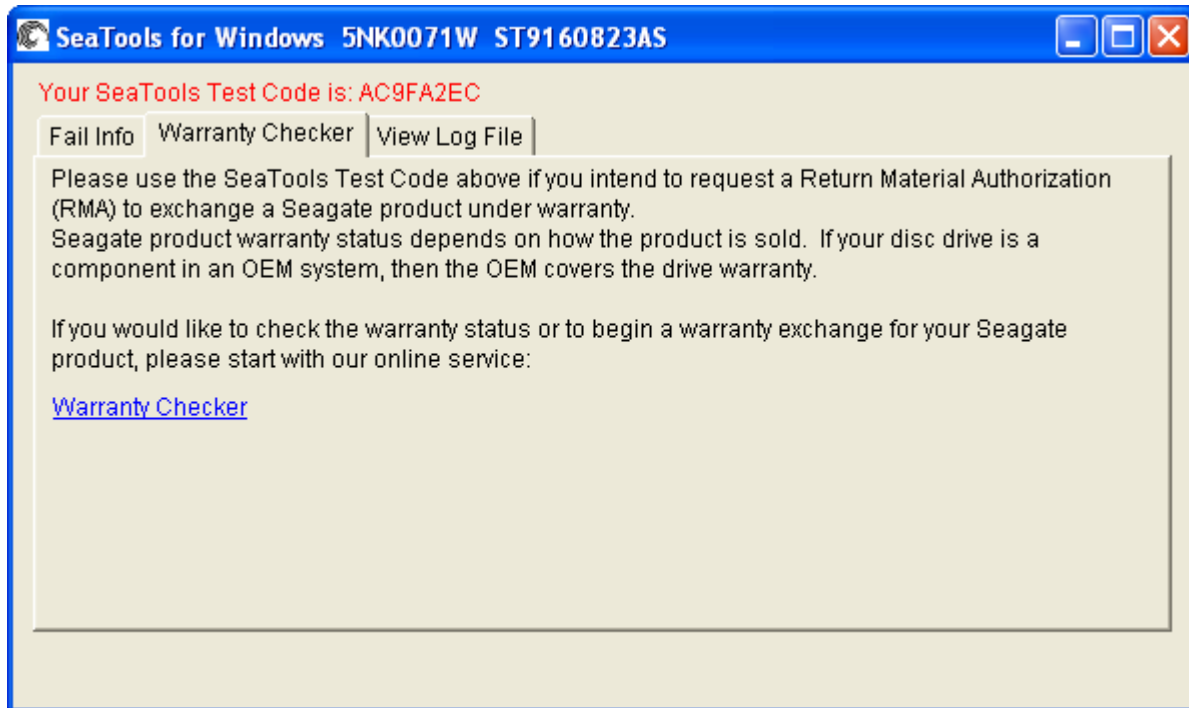 SeaTools for Windows  5NK0071W  ST9160823AS
Your SeaTools Test Code is: AC9FA2EC
Fail Info Warranty Checker View Log File
Please use the SeaTools Test Code above if you intend to request a Return Material Authorization
(RMA) to exchange a Seagate product under warranty.
Seagate product warranty status depends on how the product is sold.  If your disc drive is a
component in an OEM system, then the OEM covers the drive warranty.
If you would like to check the warranty status or to begin a warranty exchange for your Seagate
product, please start with our online service:
Warranty Checker